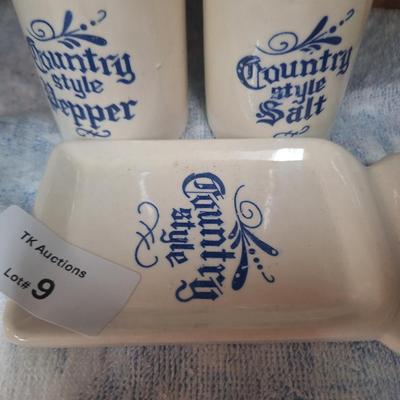 Country
style
Pepper
Country
style
Salt
Country
style
TK Auctions
Lot# 9